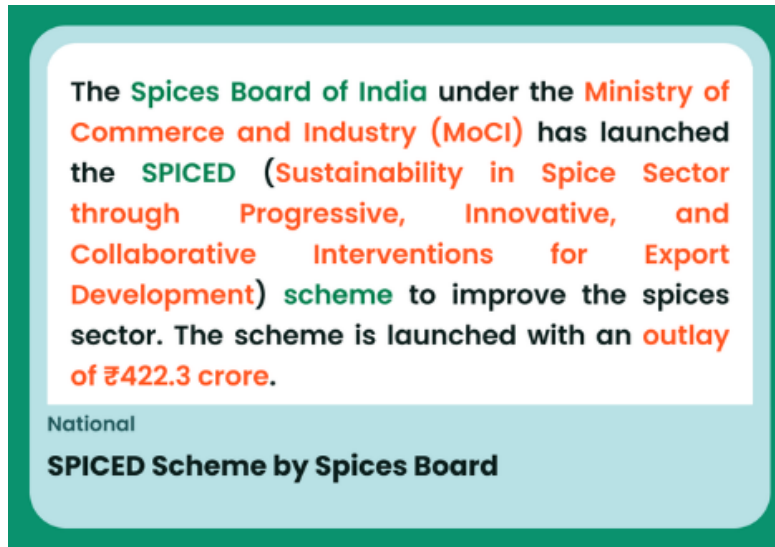 The Spices Board of India under the Ministry of
Commerce and Industry (MoCI) has launched
the SPICED (Sustainability in Spice Sector
through Progressive, Innovative, and
Collaborative Interventions for Export
Development) scheme to improve the spices
sector. The scheme is launched with an outlay
of ₹422.3 crore.
National
SPICED Scheme by Spices Board